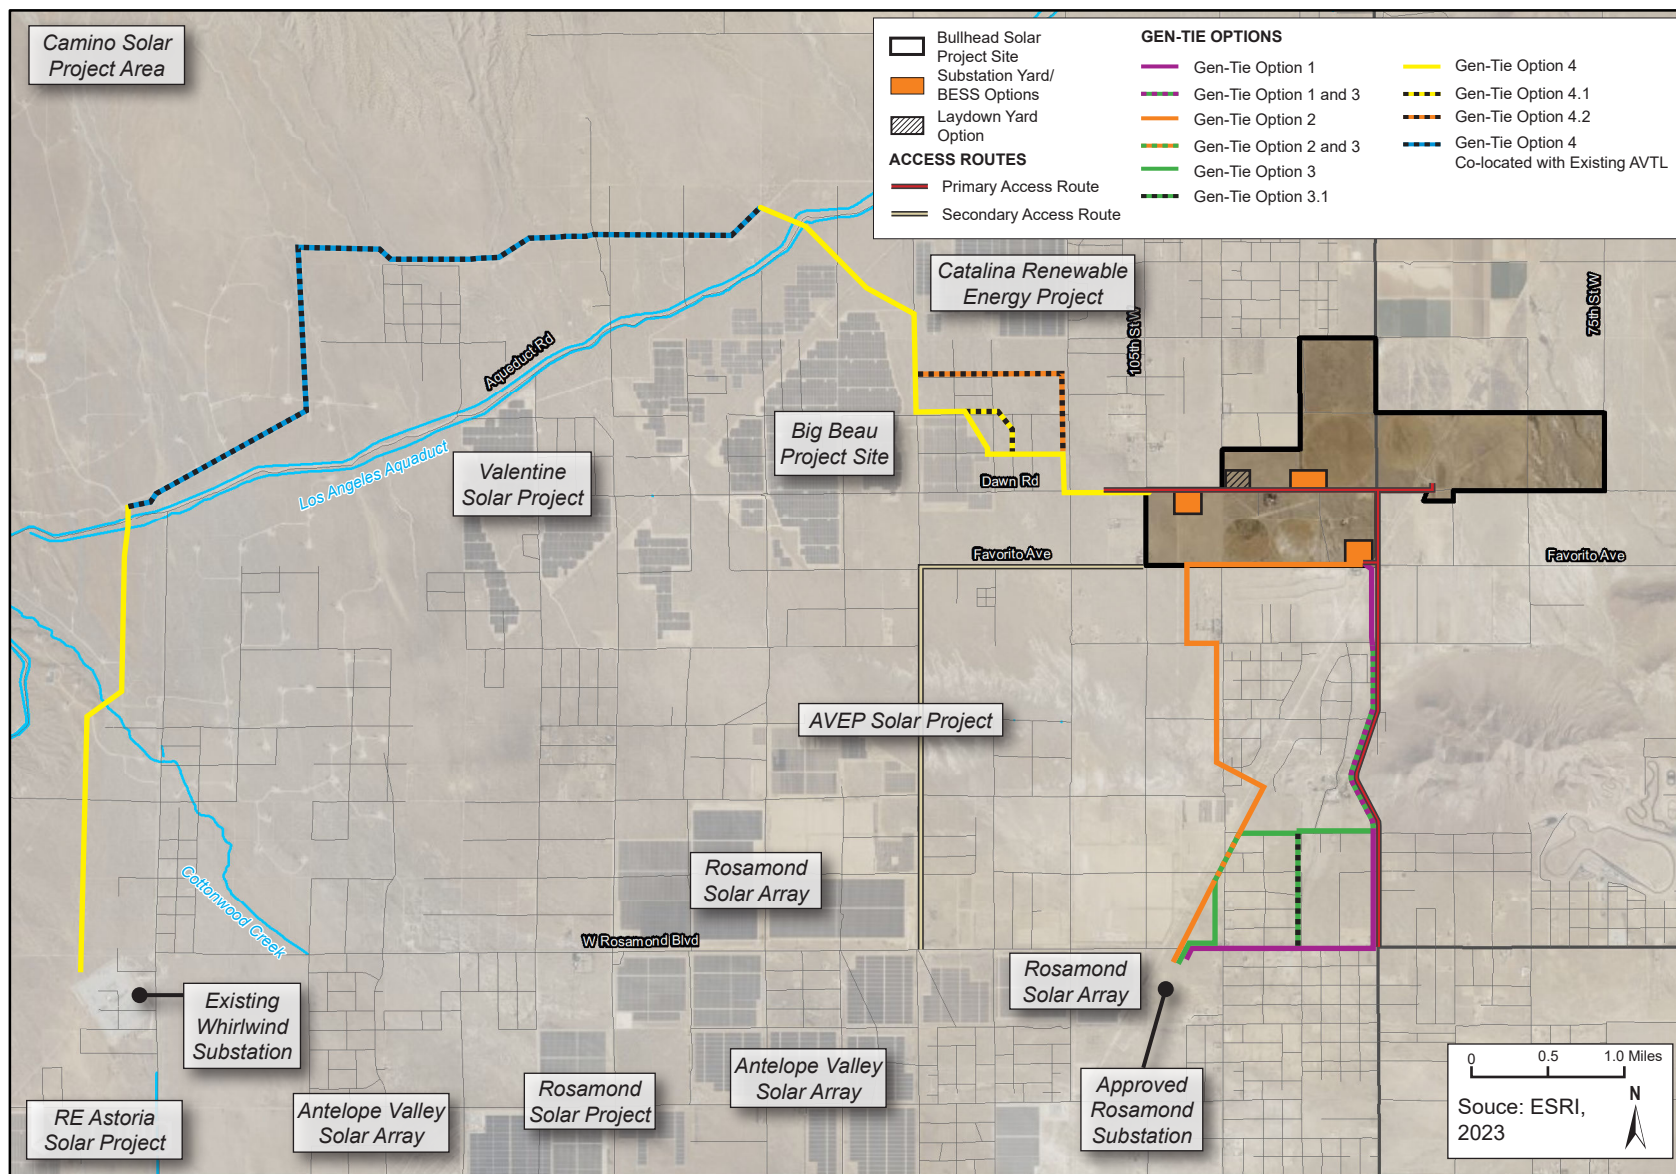 Camino Solar
Project Area
Bullhead Solar
Project Site
Substation Yard/
BESS Options
Laydown Yard
Option
ACCESS ROUTES
Primary Access Route
Secondary Access Route
GEN-TIE OPTIONS
Gen-Tie Option 1
Gen-Tie Option 1 and 3
Gen-Tie Option 2
Gen-Tie Option 2 and 3
Gen-Tie Option 3
Gen-Tie Option 3.1
Gen-Tie Option 4
Gen-Tie Option 4.1
Gen-Tie Option 4.2
Gen-Tie Option 4
Co-located with Existing AVTL
Catalina Renewable
Energy Project
105th St W
75th St W
Aqueduct Rd
Los Angeles Aquaduct
Valentine
Solar Project
Big Beau
Project Site
Dawn Rd
Favorito Ave
Favorito Ave
AVEP Solar Project
Rosamond
Solar Array
Cottonwood Creek
W Rosamond Blvd
Existing
Whirlwind
Substation
Rosamond
Solar Array
Antelope Valley
Solar Array
Approved
Rosamond
Substation
RE Astoria
Solar Project
Antelope Valley
Solar Array
Rosamond
Solar Project
0 0.5 1.0 Miles
N
Souce: ESRI,
2023